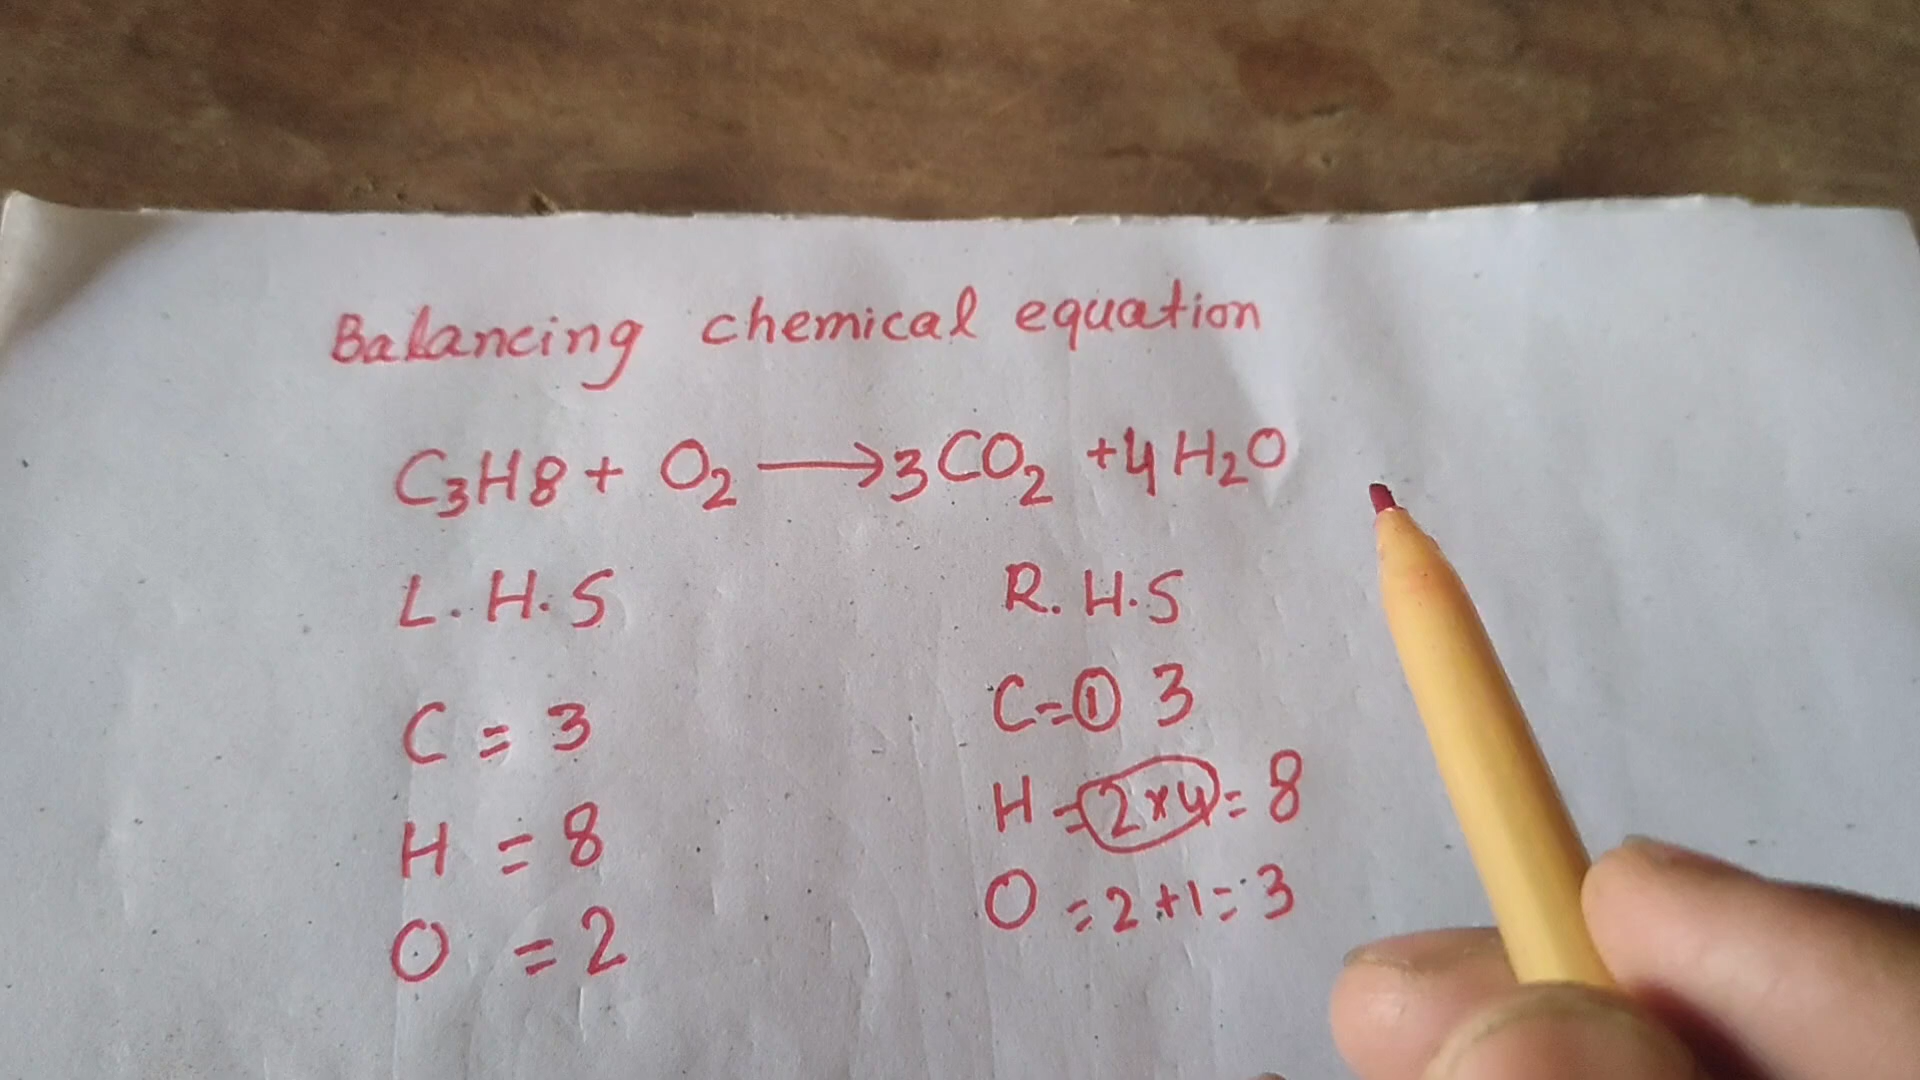 Balancing chemical equation
C₃H8 + O₂ ⟶ 3CO₂ + 4H₂O
L.H.S R.H.S
C = 3 C=① 3
H = 8 H =(2×4)= 8
O = 2 O =2+1=3